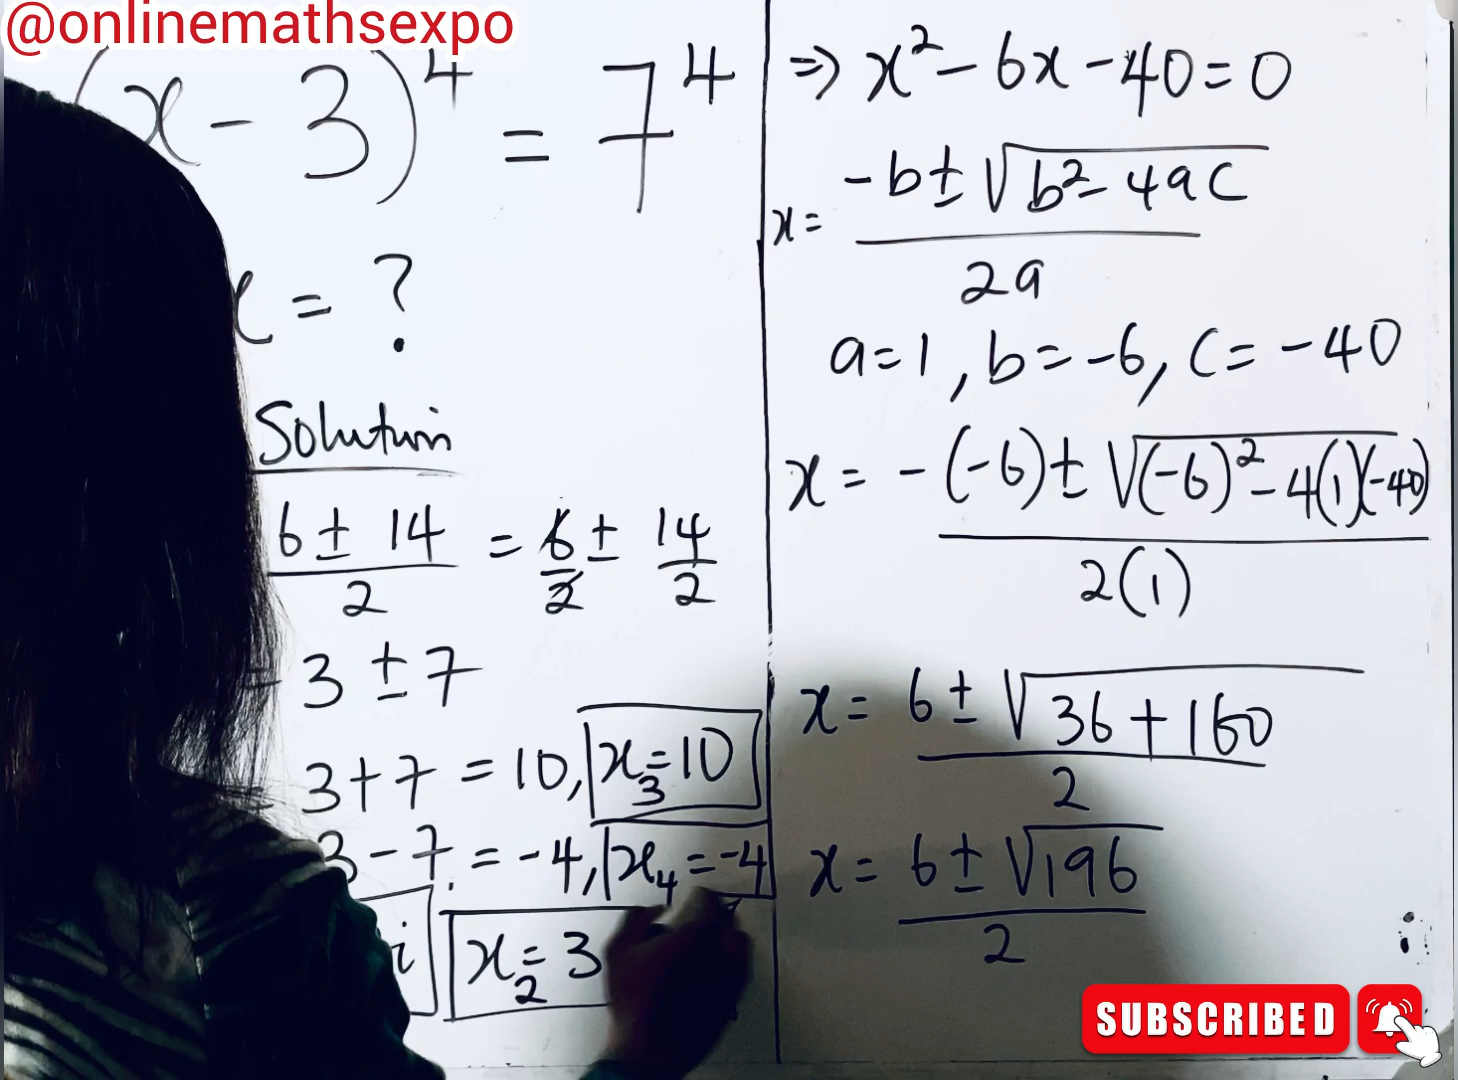 @onlinemathsexpo
(x - 3)⁴ = 7⁴
x = ?
Solution
6 ± 14 / 2 = 6/2 ± 14/2
= 3 ± 7
= 3 + 7 = 10, x₃ = 10
3 - 7 = -4, x₄ = -4
i x₂ = 3
⇒ x² - 6x - 40 = 0
x = -b ± √b² - 4ac / 2a
a = 1, b = -6, c = -40
x = -(-6) ± √(-6)² - 4(1)(-40) / 2(1)
x = 6 ± √36 + 160 / 2
x = 6 ± √196 / 2
SUBSCRIBED